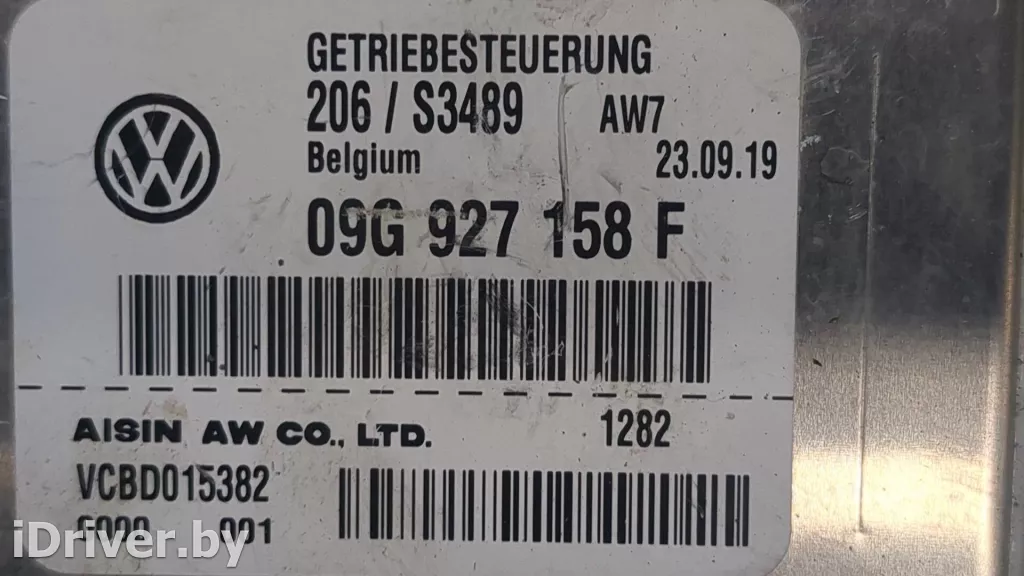 GETRIEBESTEUERUNG
206 / S3489 AW7
Belgium 23.09.19
09G 927 158 F
AISIN AW CO., LTD. 1282
VCBD015382
iDriver.by